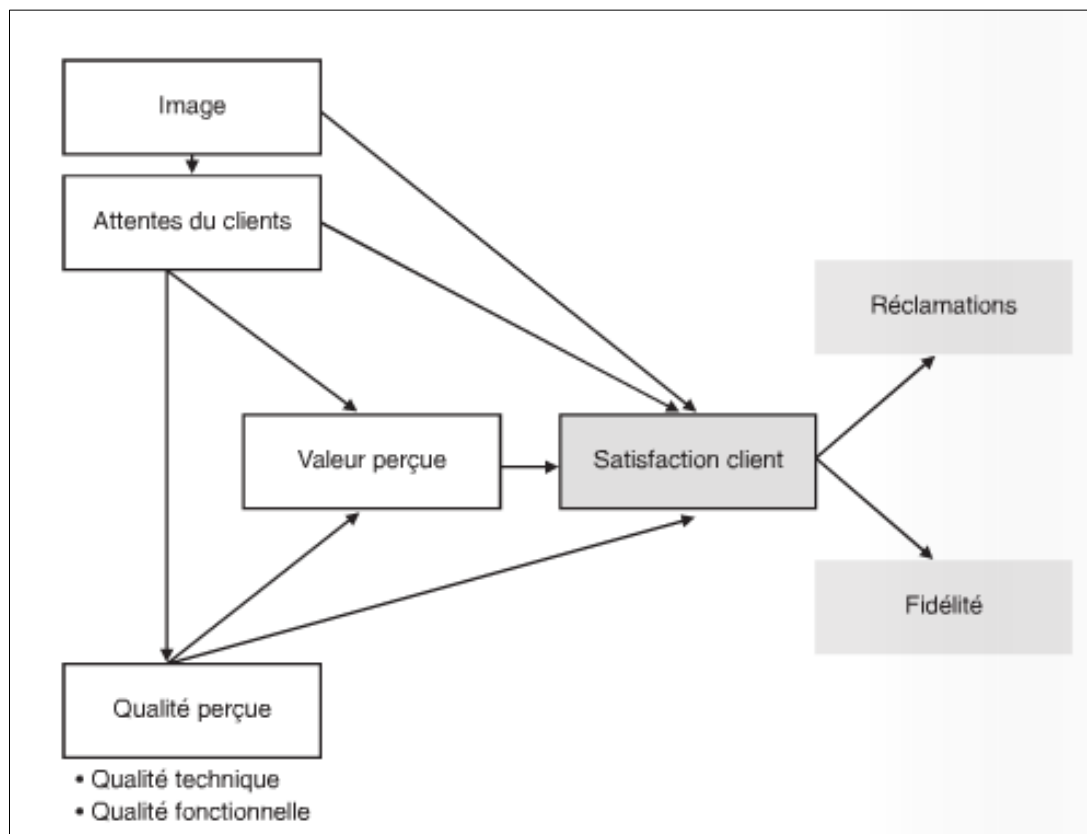 Image
Attentes du clients
Réclamations
Valeur perçue
Satisfaction client
Fidélité
Qualité perçue
• Qualité technique
• Qualité fonctionnelle